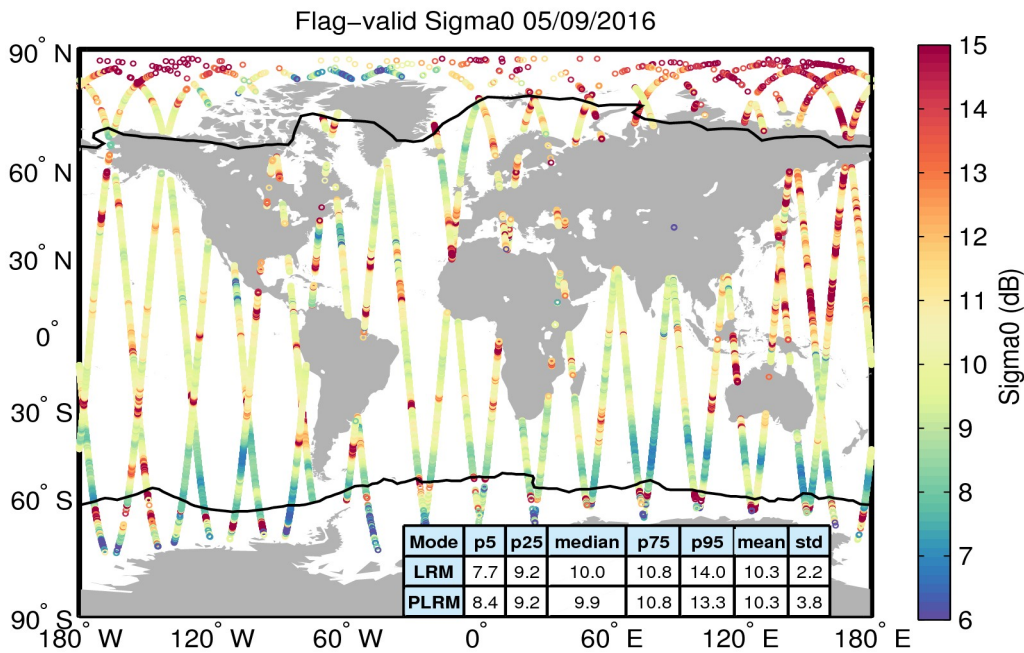 Flag−valid Sigma0 05/09/2016
90° N
60° N
30° N
0°
30° S
60° S
90° S
180° W
120° W
60° W
0°
60° E
120° E
180° E
15
14
13
12
11
10
9
8
7
6
Sigma0 (dB)
Mode p5 p25 median p75 p95 mean std
LRM 7.7 9.2 10.0 10.8 14.0 10.3 2.2
PLRM 8.4 9.2 9.9 10.8 13.3 10.3 3.8